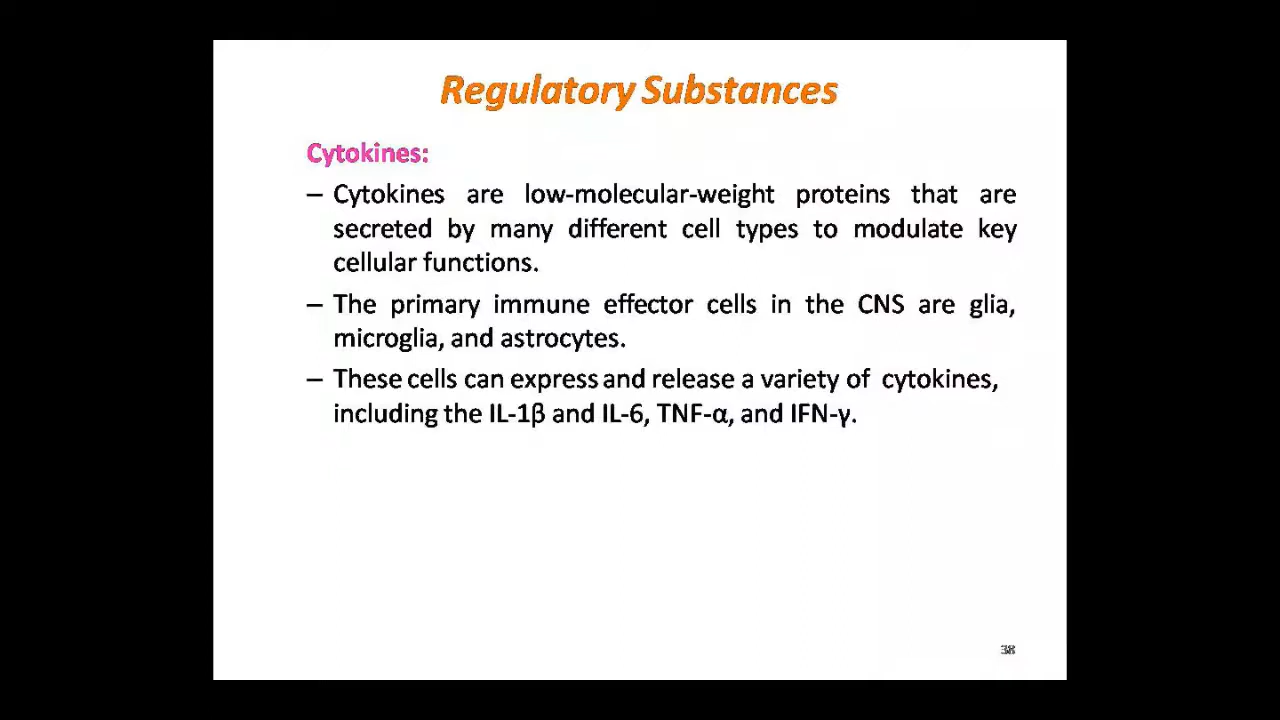 Regulatory Substances
Cytokines:
– Cytokines are low-molecular-weight proteins that are
secreted by many different cell types to modulate key
cellular functions.
– The primary immune effector cells in the CNS are glia,
microglia, and astrocytes.
– These cells can express and release a variety of cytokines,
including the IL-1β and IL-6, TNF-α, and IFN-γ.
38